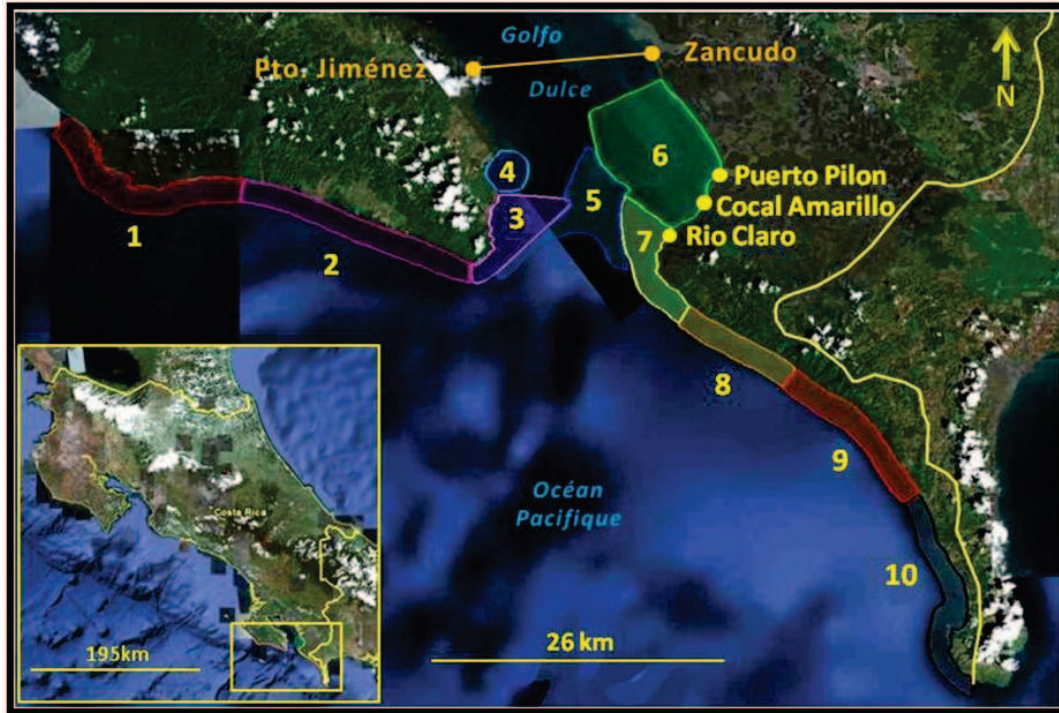 Golfo
Dulce
Pto. Jiménez
Zancudo
N
1
2
3
4
5
6
7
8
9
10
Puerto Pilon
Cocal Amarillo
Rio Claro
Océan
Pacifique
26 km
Costa Rica
195km